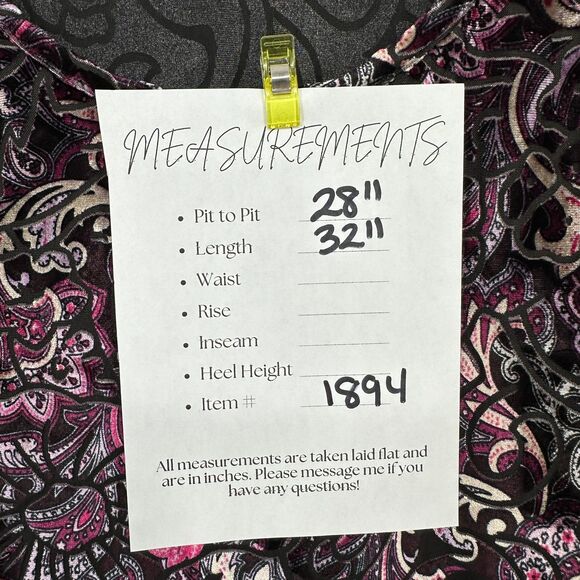 MEASUREMENTS
• Pit to Pit 28"
• Length 32"
• Waist
• Rise
• Inseam
• Heel Height
• Item # 1894
All measurements are taken laid flat and
are in inches. Please message me if you
have any questions!